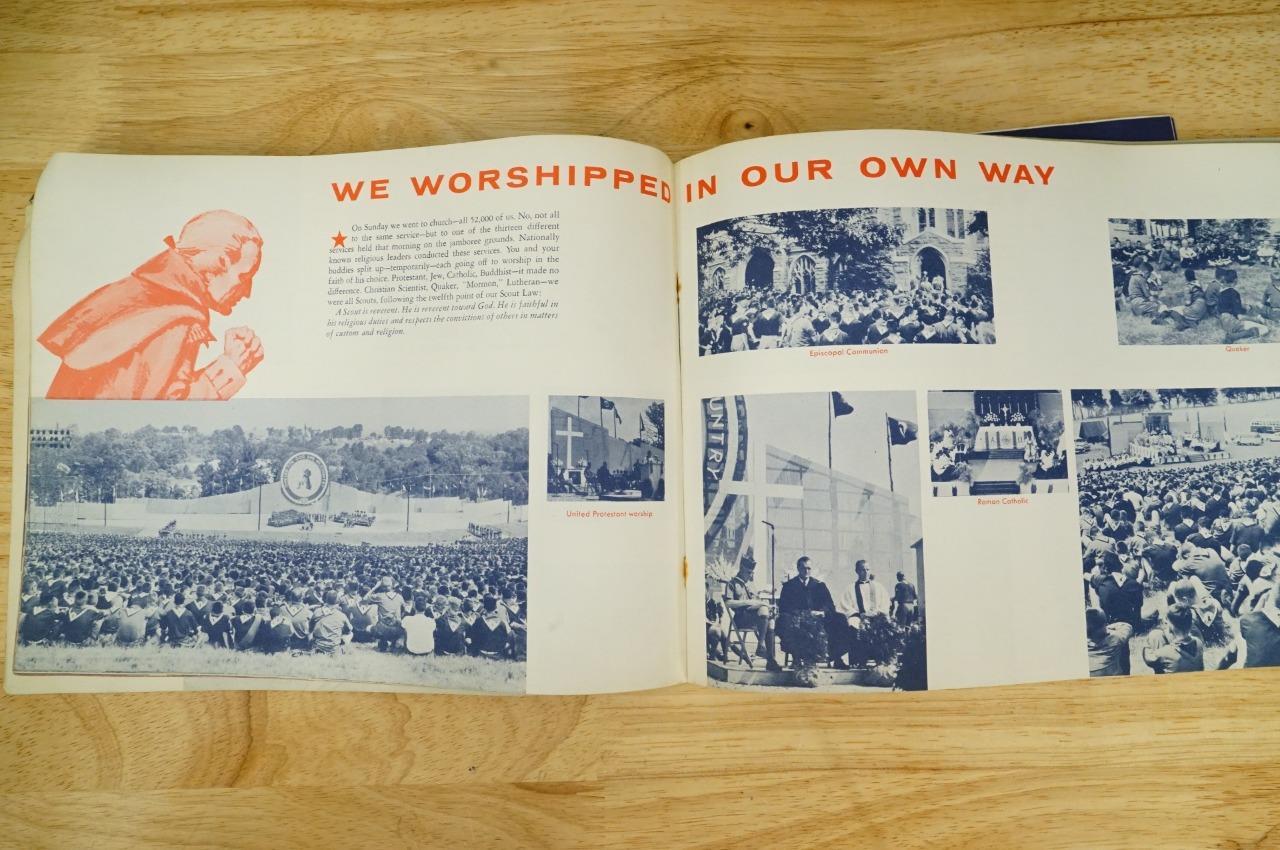 WE WORSHIPPED IN OUR OWN WAY
On Sunday we went to church—all 52,000 of us. No, not all
to the same service—but to one of the thirteen different
services held that morning on the jamboree grounds. Nationally
known religious leaders conducted these services. You and your
buddies split up—temporarily—each going off to worship in the
faith of his choice. Protestant, Jew, Catholic, Buddhist—it made no
difference. Christian Scientist, Quaker, "Mormon," Lutheran—we
were all Scouts, following the twelfth point of our Scout Law:
A Scout is reverent. He is reverent toward God. He is faithful in
his religious duties and respects the convictions of others in matters
of custom and religion.
Episcopal Communion
Quaker
United Protestant worship
UNTRY
Roman Catholic